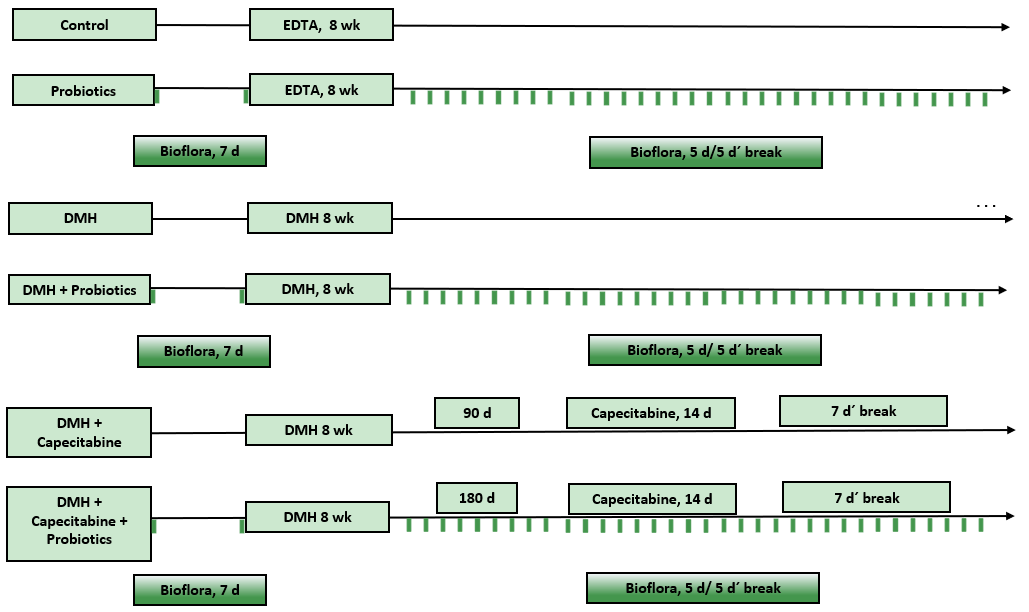 Control
EDTA,  8 wk
Probiotics
EDTA, 8 wk
Bioflora, 7 d
Bioflora, 5 d/5 d´ break
DMH
DMH 8 wk
...
DMH + Probiotics
DMH, 8 wk
Bioflora, 7 d
Bioflora, 5 d/ 5 d´ break
DMH +
Capecitabine
DMH 8 wk
90 d
Capecitabine, 14 d
7 d´ break
DMH +
Capecitabine +
Probiotics
DMH 8 wk
180 d
Capecitabine, 14 d
7 d´ break
Bioflora, 7 d
Bioflora, 5 d/ 5 d´ break